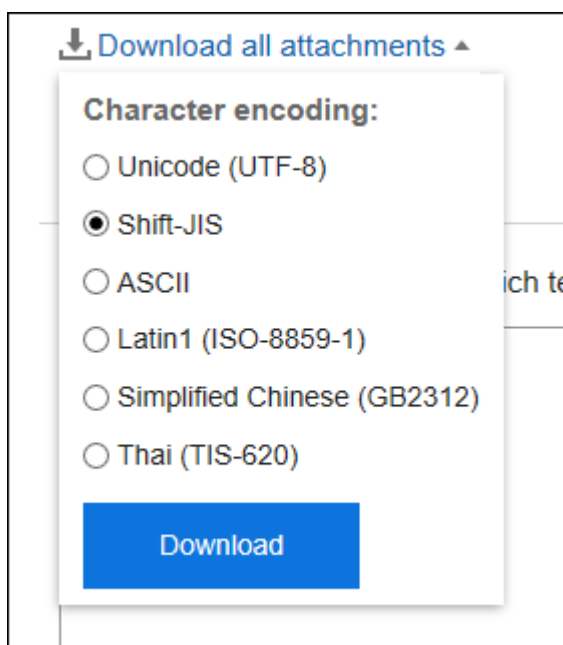 Download all attachments
Character encoding:
Unicode (UTF-8)
Shift-JIS
ASCII
Latin1 (ISO-8859-1)
Simplified Chinese (GB2312)
Thai (TIS-620)
Download